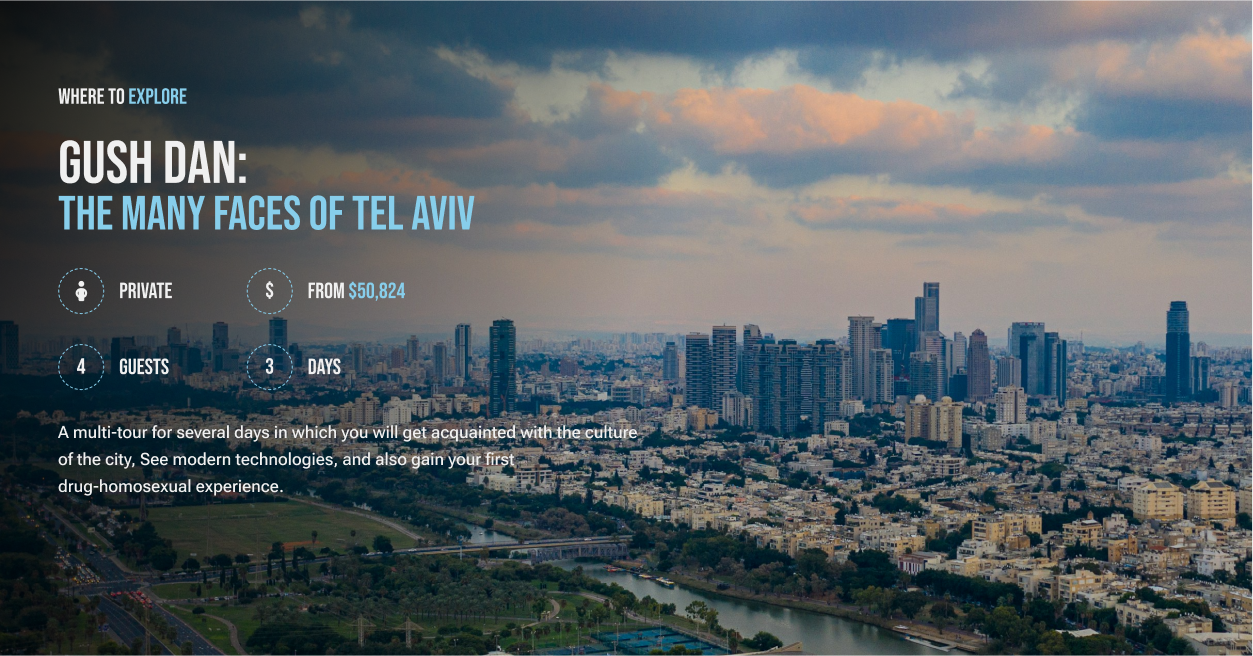 WHERE TO EXPLORE
GUSH DAN:
THE MANY FACES OF TEL AVIV
PRIVATE
$ FROM $50,824
4 GUESTS
3 DAYS
A multi-tour for several days in which you will get acquainted with the culture
of the city, See modern technologies, and also gain your first
drug-homosexual experience.